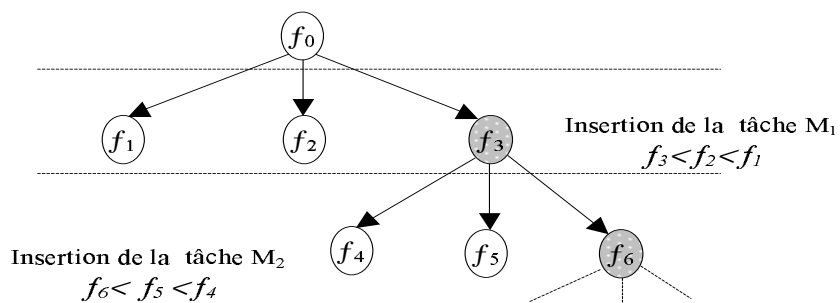 f₀
f₁ f₂ f₃
Insertion de la tâche M₁
f₃<f₂<f₁
f₄ f₅ f₆
Insertion de la tâche M₂
f₆< f₅ <f₄